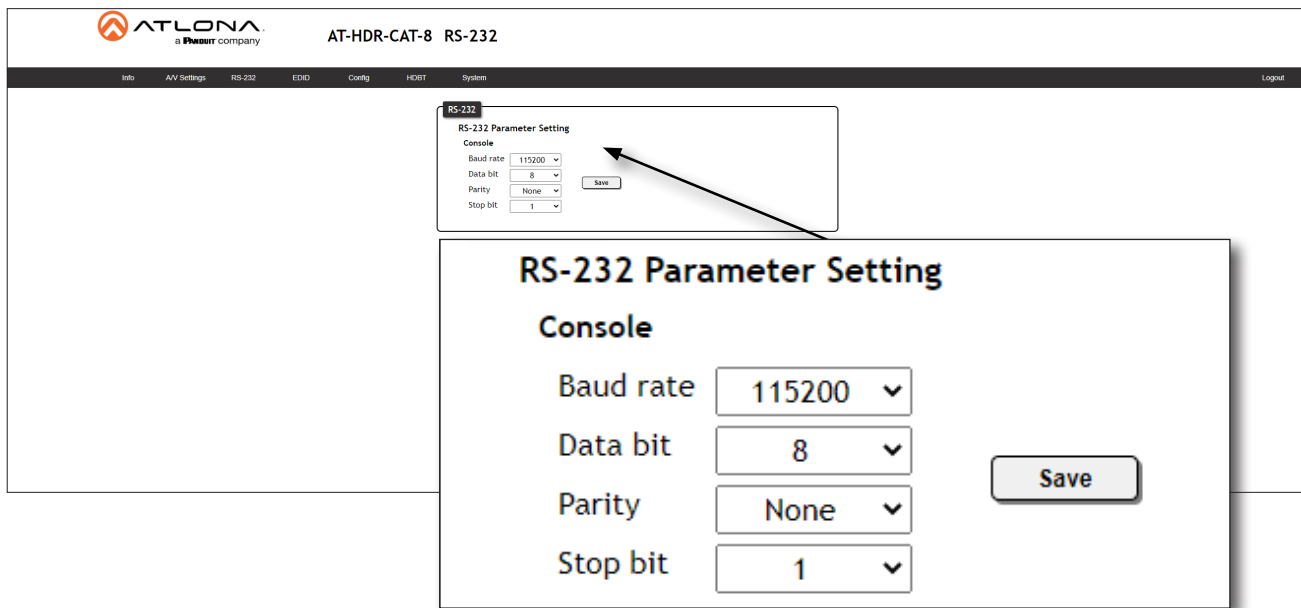 ATLONA.
a PANDUIT company
AT-HDR-CAT-8 RS-232
Info A/V Settings RS-232 EDID Config HDBT System Logout
RS-232
RS-232 Parameter Setting
Console
Baud rate 115200
Data bit 8
Parity None
Stop bit 1
Save
RS-232 Parameter Setting
Console
Baud rate 115200
Data bit 8
Parity None
Stop bit 1
Save